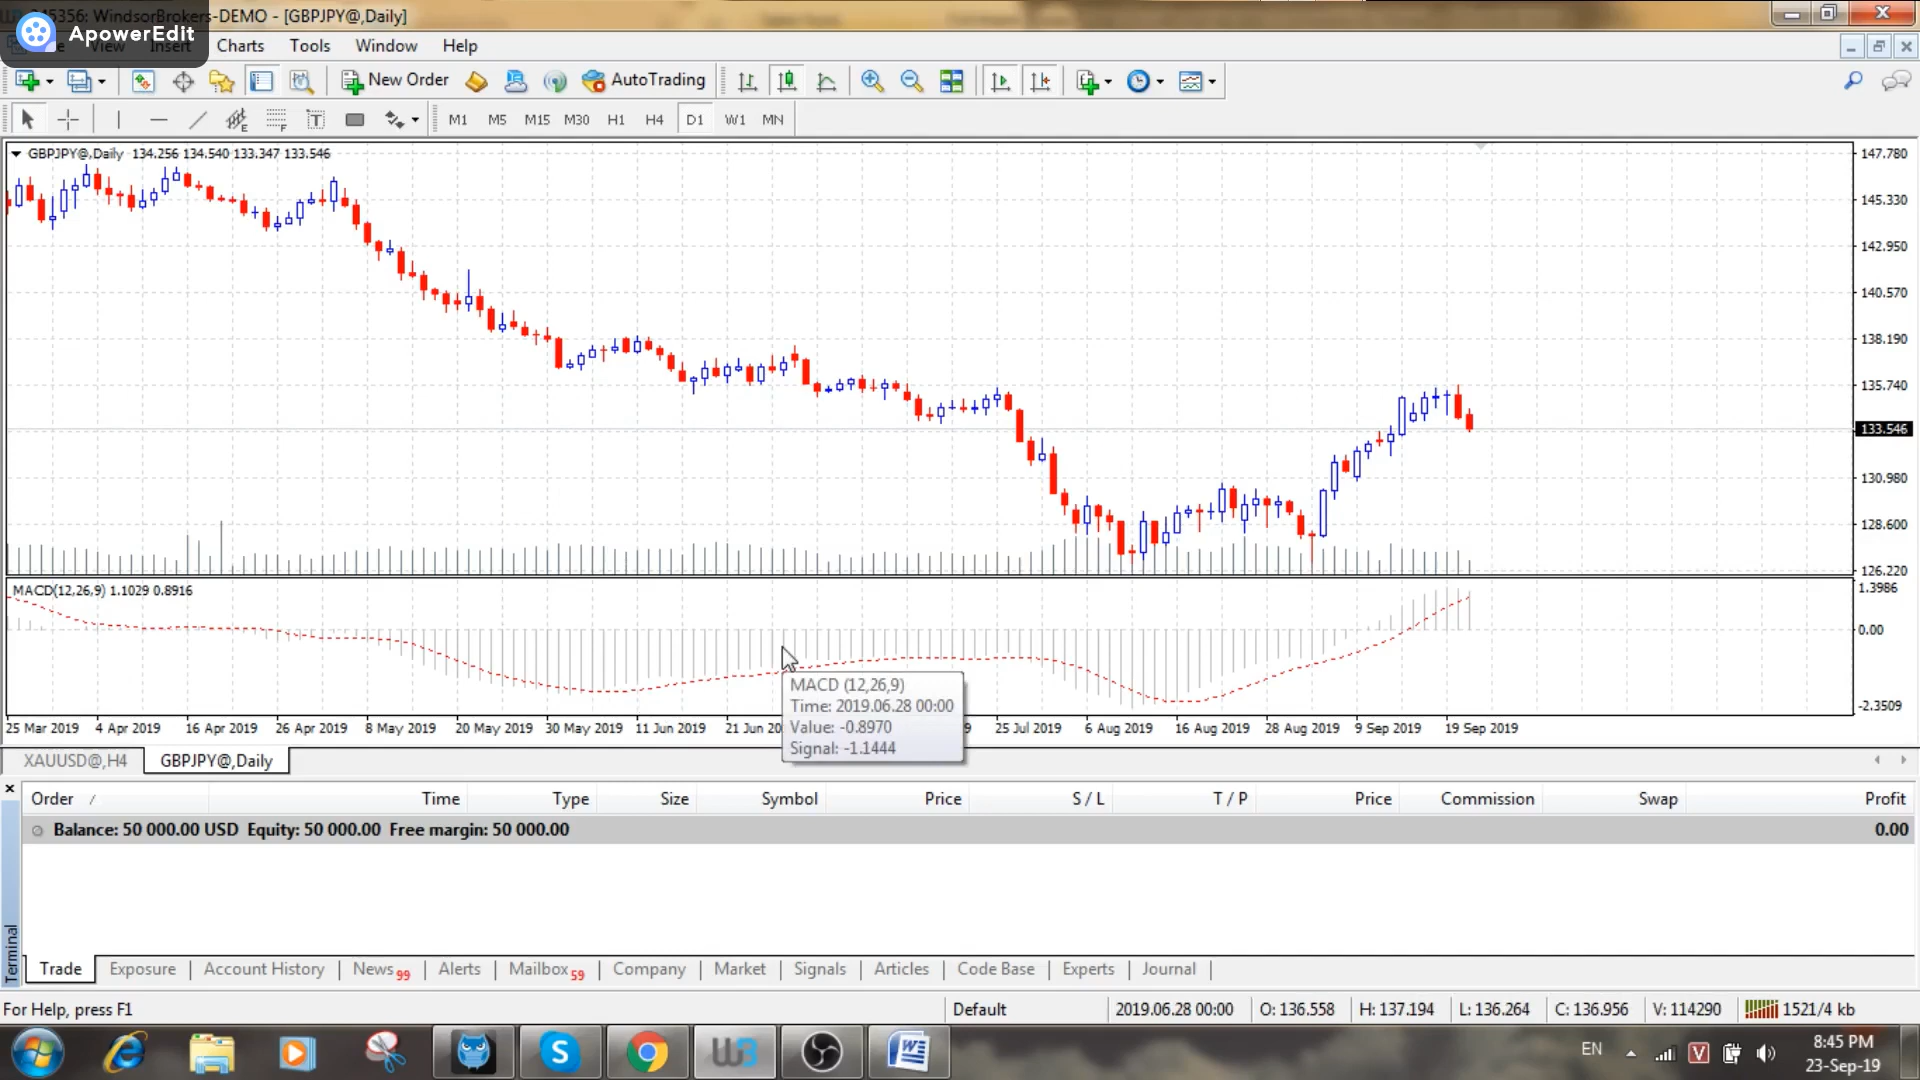 345356: WindsorBrokers-DEMO - [GBPJPY@,Daily]
ApowerEdit
View Insert Charts Tools Window Help
New Order AutoTrading
M1 M5 M15 M30 H1 H4 D1 W1 MN
GBPJPY@,Daily 134.256 134.540 133.347 133.546
147.780
145.330
142.950
140.570
138.190
135.740
133.546
130.980
128.600
126.220
MACD(12,26,9) 1.1029 0.8916
1.3986
0.00
-2.3509
MACD (12,26,9)
Time: 2019.06.28 00:00
Value: -0.8970
Signal: -1.1444
25 Mar 2019 4 Apr 2019 16 Apr 2019 26 Apr 2019 8 May 2019 20 May 2019 30 May 2019 11 Jun 2019 21 Jun 25 Jul 2019 6 Aug 2019 16 Aug 2019 28 Aug 2019 9 Sep 2019 19 Sep 2019
XAUUSD@,H4 GBPJPY@,Daily
Order / Time Type Size Symbol Price S / L T / P Price Commission Swap Profit
Balance: 50 000.00 USD Equity: 50 000.00 Free margin: 50 000.00 0.00
Terminal
Trade Exposure Account History News 99 Alerts Mailbox 59 Company Market Signals Articles Code Base Experts Journal
For Help, press F1 Default 2019.06.28 00:00 O: 136.558 H: 137.194 L: 136.264 C: 136.956 V: 114290 1521/4 kb
EN 8:45 PM
23-Sep-19